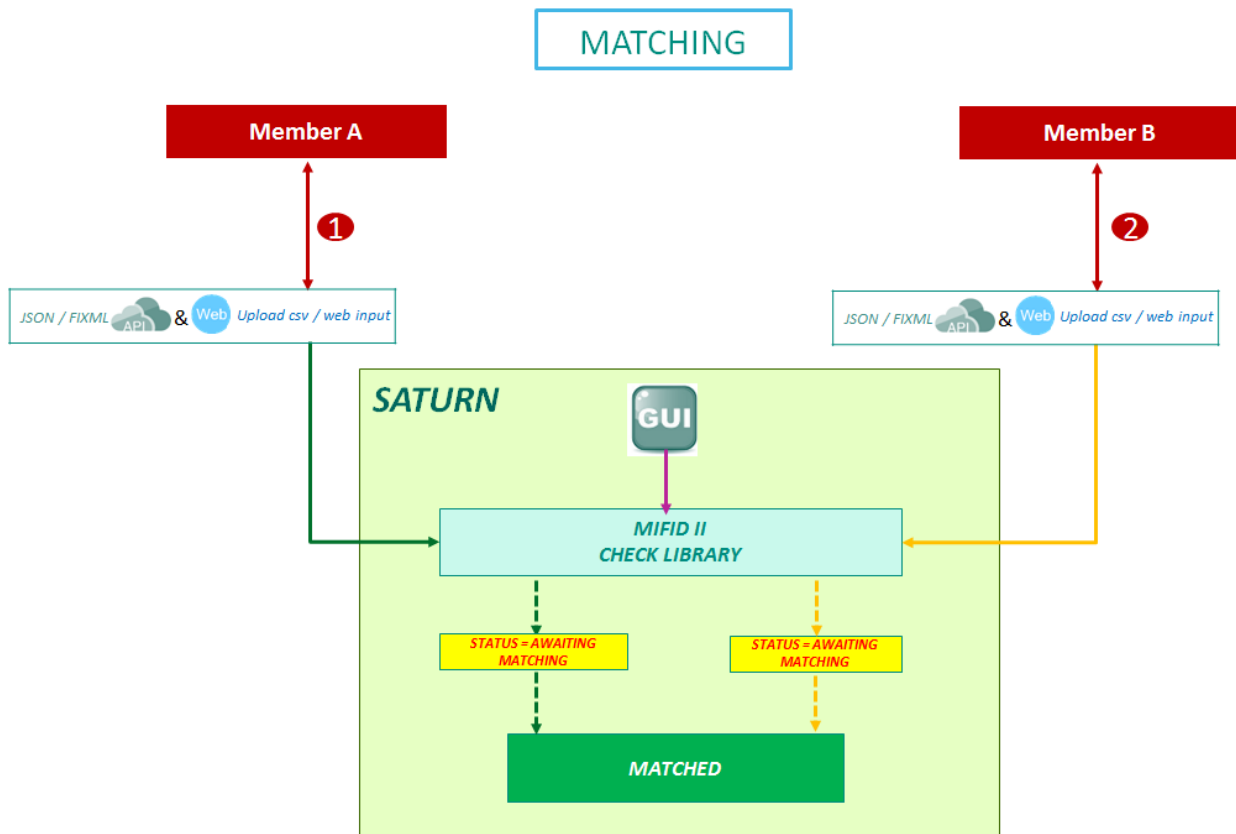 MATCHING
Member A
Member B
1
2
JSON / FIXML API & Web Upload csv / web input
JSON / FIXML API & Web Upload csv / web input
SATURN
GUI
MIFID II
CHECK LIBRARY
STATUS = AWAITING
MATCHING
STATUS = AWAITING
MATCHING
MATCHED